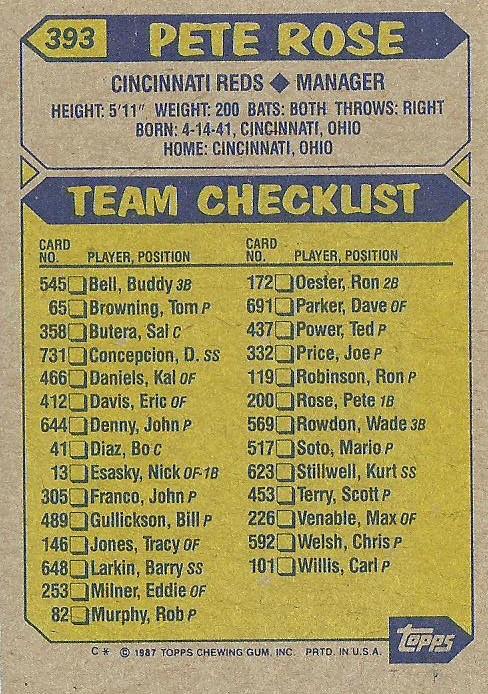 393 PETE ROSE
CINCINNATI REDS ◆ MANAGER
HEIGHT: 5'11" WEIGHT: 200 BATS: BOTH THROWS: RIGHT
BORN: 4-14-41, CINCINNATI, OHIO
HOME: CINCINNATI, OHIO
TEAM CHECKLIST
CARD NO. PLAYER, POSITION
545 Bell, Buddy 3B
65 Browning, Tom P
358 Butera, Sal C
731 Concepcion, D. SS
466 Daniels, Kal OF
412 Davis, Eric OF
644 Denny, John P
41 Diaz, Bo C
13 Esasky, Nick OF-1B
305 Franco, John P
489 Gullickson, Bill P
146 Jones, Tracy OF
648 Larkin, Barry SS
253 Milner, Eddie OF
82 Murphy, Rob P
CARD NO. PLAYER, POSITION
172 Oester, Ron 2B
691 Parker, Dave OF
437 Power, Ted P
332 Price, Joe P
119 Robinson, Ron P
200 Rose, Pete 1B
569 Rowdon, Wade 3B
517 Soto, Mario P
623 Stillwell, Kurt SS
453 Terry, Scott P
226 Venable, Max OF
592 Welsh, Chris P
101 Willis, Carl P
topps
C * © 1987 TOPPS CHEWING GUM, INC. PRTD. IN U.S.A.